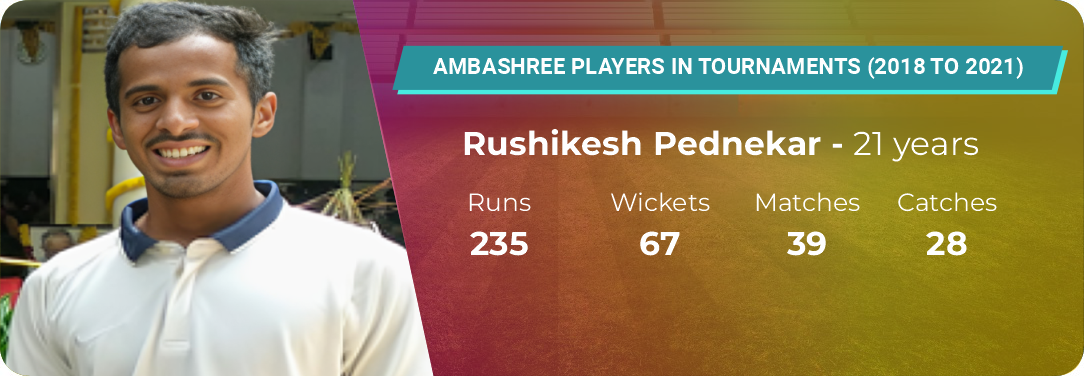 AMBASHREE PLAYERS IN TOURNAMENTS (2018 TO 2021)
Rushikesh Pednekar - 21 years
Runs Wickets Matches Catches
235 67 39 28